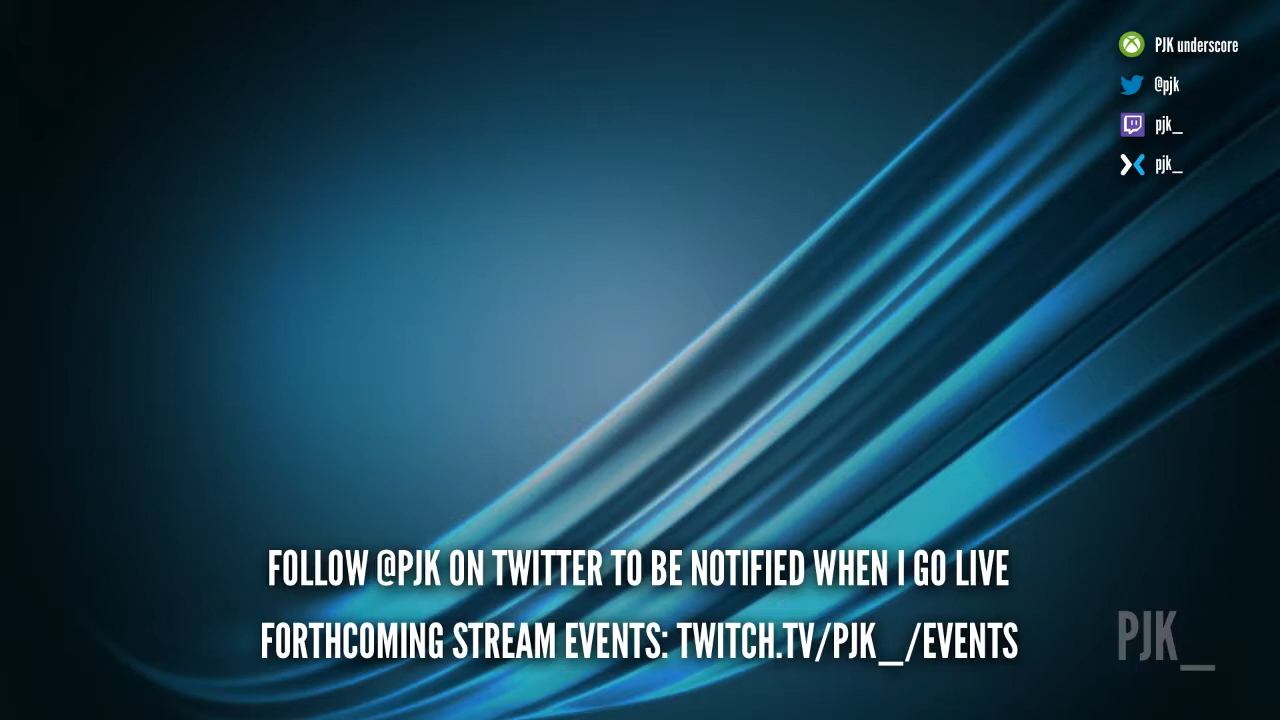 PJK underscore
@pjk
pjk_
pjk_
FOLLOW @PJK ON TWITTER TO BE NOTIFIED WHEN I GO LIVE
FORTHCOMING STREAM EVENTS: TWITCH.TV/PJK_/EVENTS
PJK_